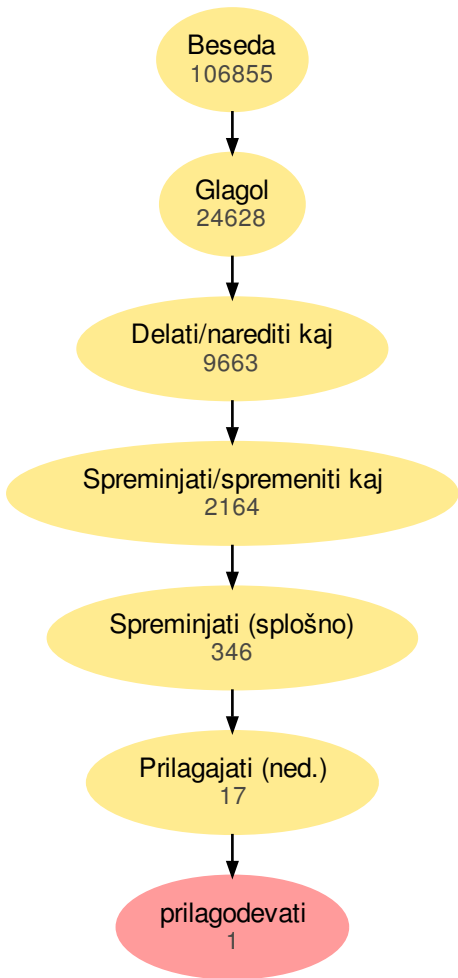 Beseda
106855
Glagol
24628
Delati/narediti kaj
9663
Spreminjati/spremeniti kaj
2164
Spreminjati (splošno)
346
Prilagajati (ned.)
17
prilagodevati
1